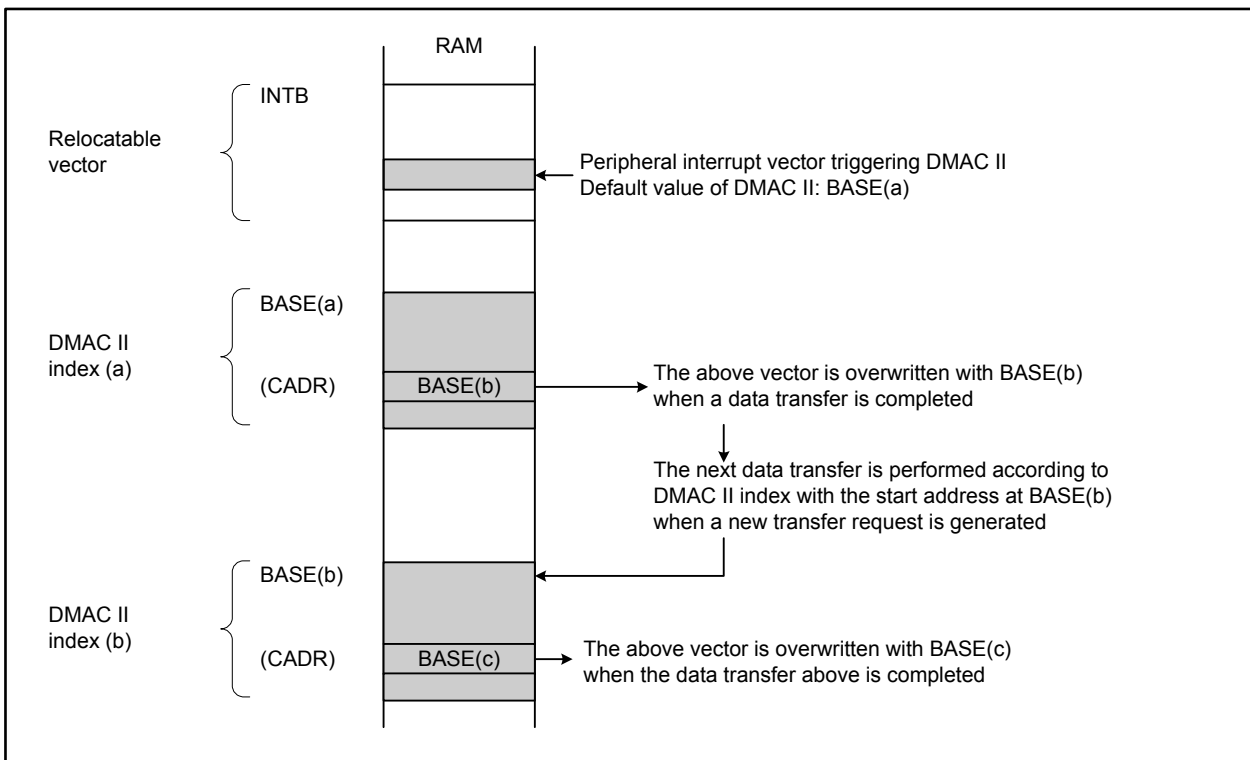 RAM
INTB
Relocatable
vector
Peripheral interrupt vector triggering DMAC II
Default value of DMAC II: BASE(a)
BASE(a)
DMAC II
index (a)
(CADR)
BASE(b)
The above vector is overwritten with BASE(b)
when a data transfer is completed
The next data transfer is performed according to
DMAC II index with the start address at BASE(b)
when a new transfer request is generated
BASE(b)
DMAC II
index (b)
(CADR)
BASE(c)
The above vector is overwritten with BASE(c)
when the data transfer above is completed